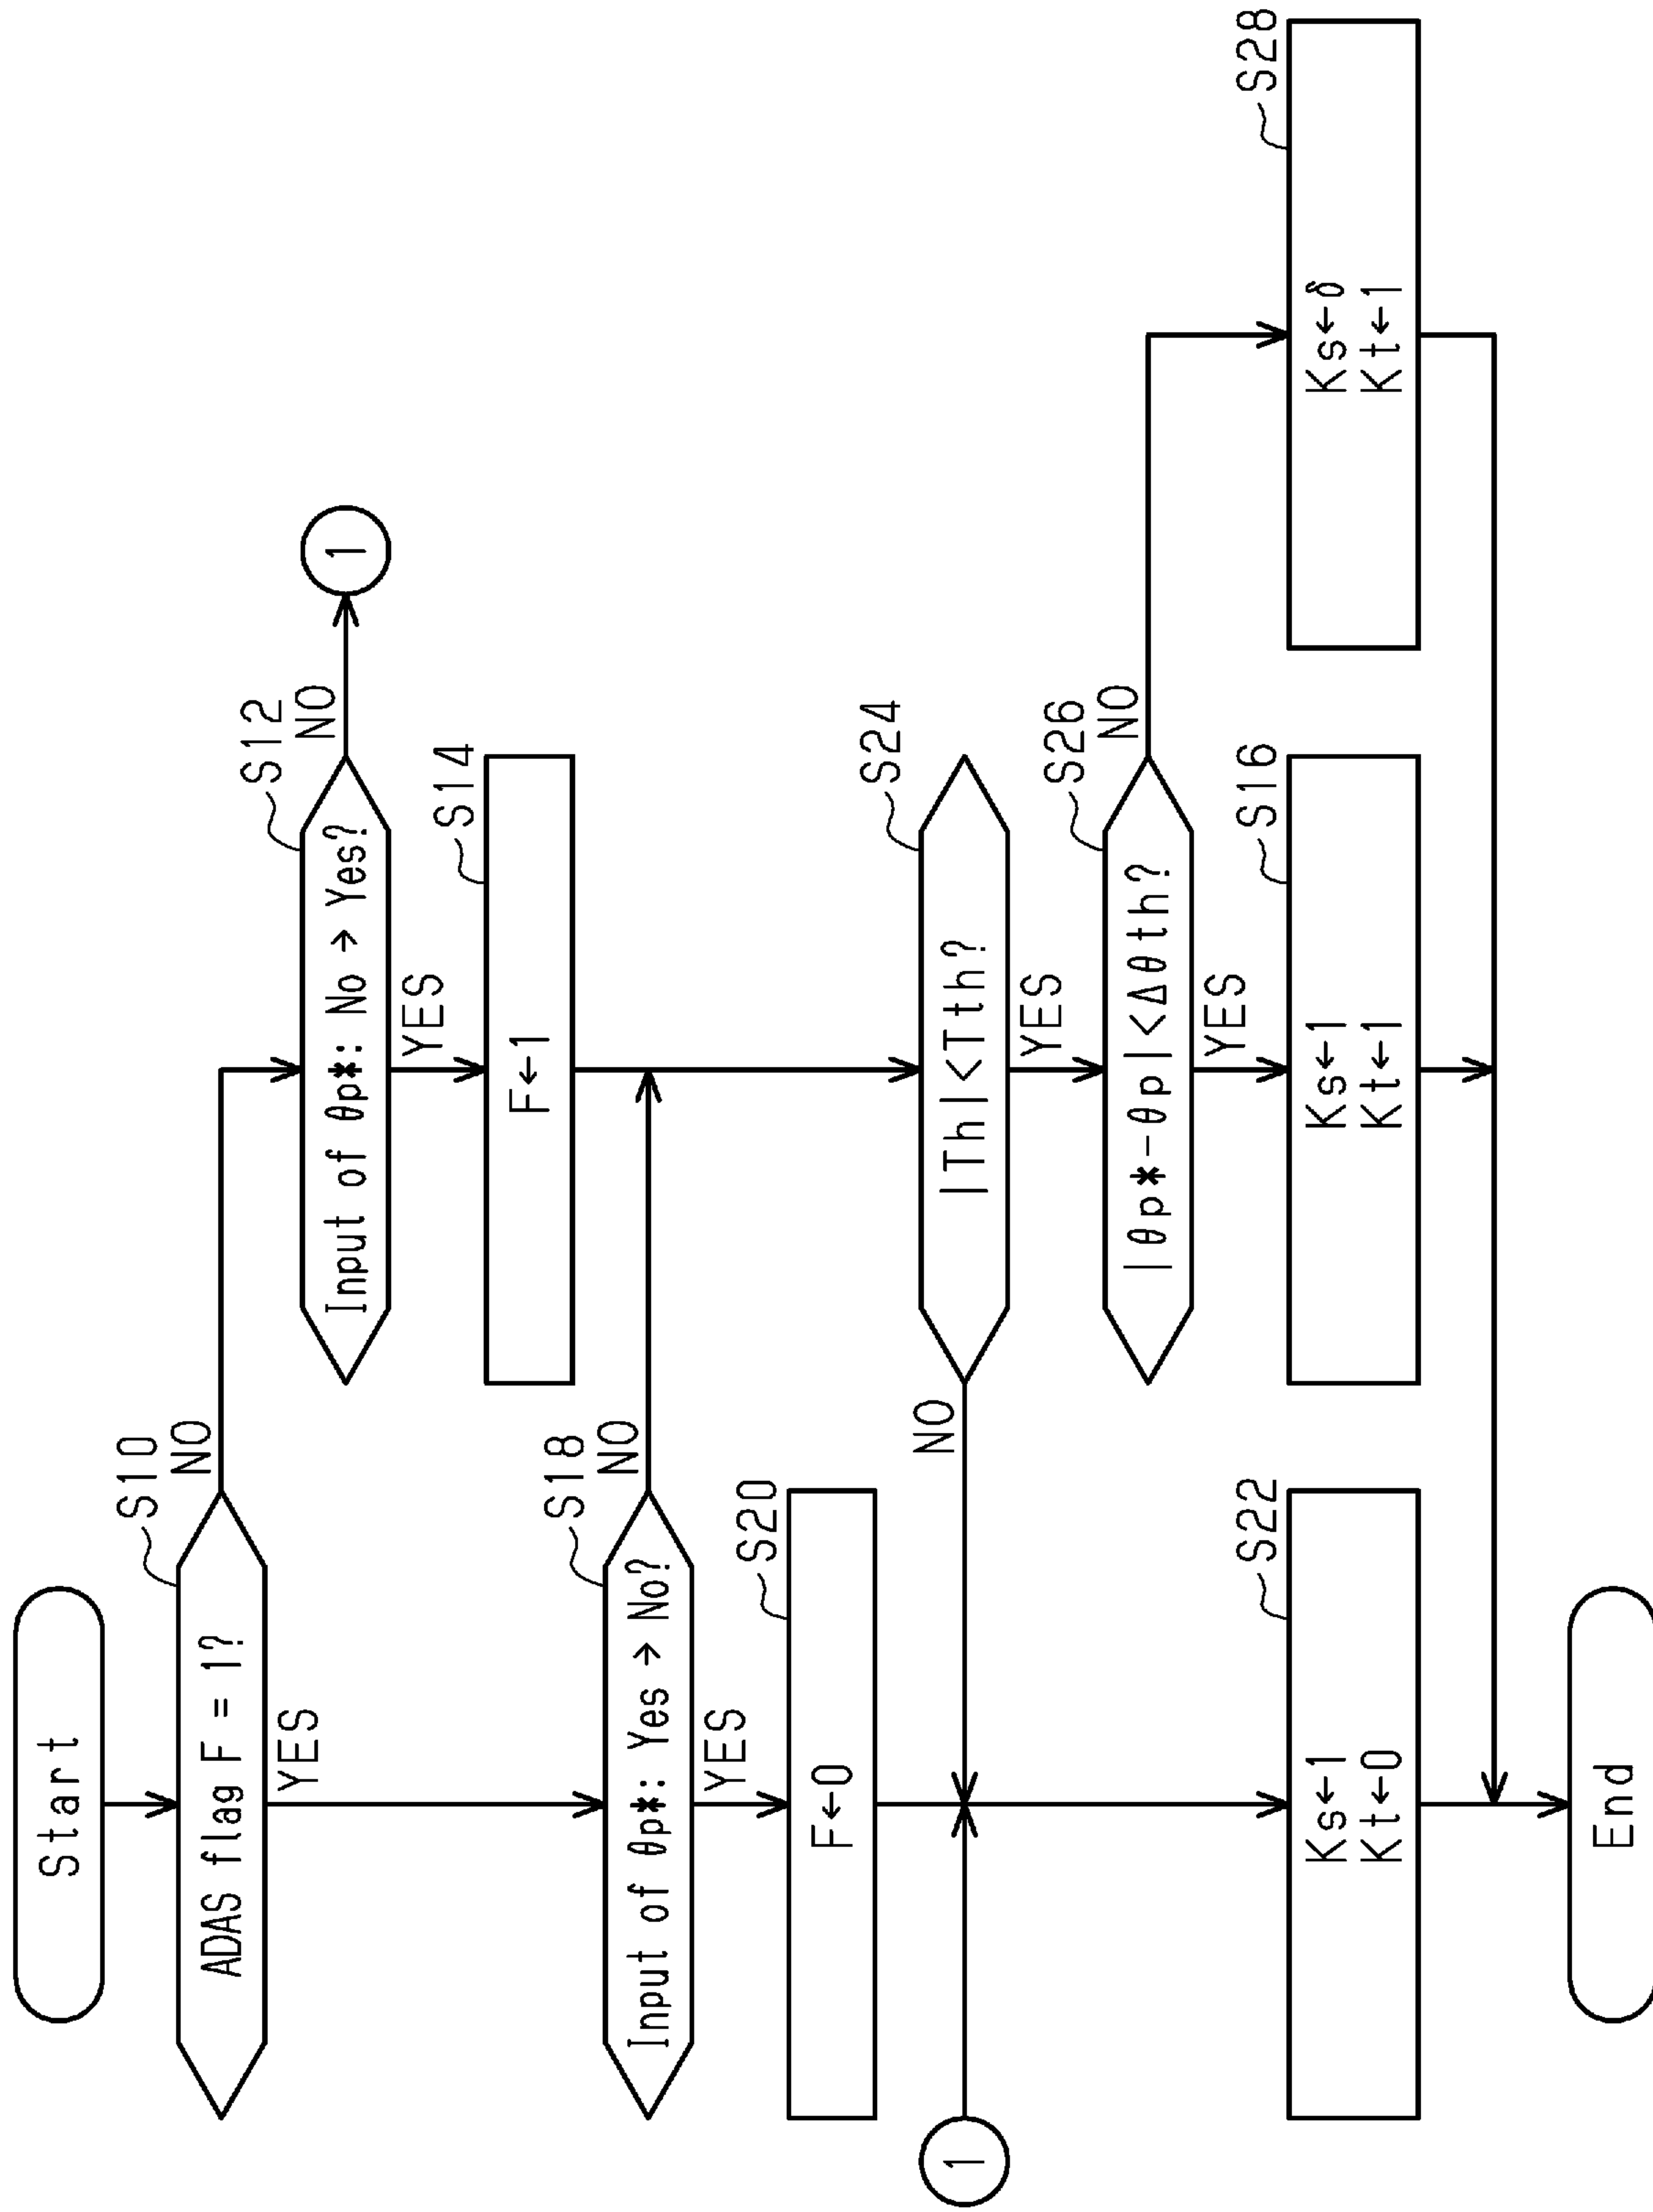 Start
S10
ADAS flag F = 1?
NO
YES
S12
Input of θp*: No → Yes?
NO
1
YES
S14
F←1
S18
Input of θp*: Yes → No?
NO
YES
S20
F←0
S24
|Th|<Tth?
NO
YES
1
S26
|θp*-θp|<Δθth?
NO
YES
S22
Ks←1
Kt←0
S16
Ks←1
Kt←1
S28
Ks←δ
Kt←1
End